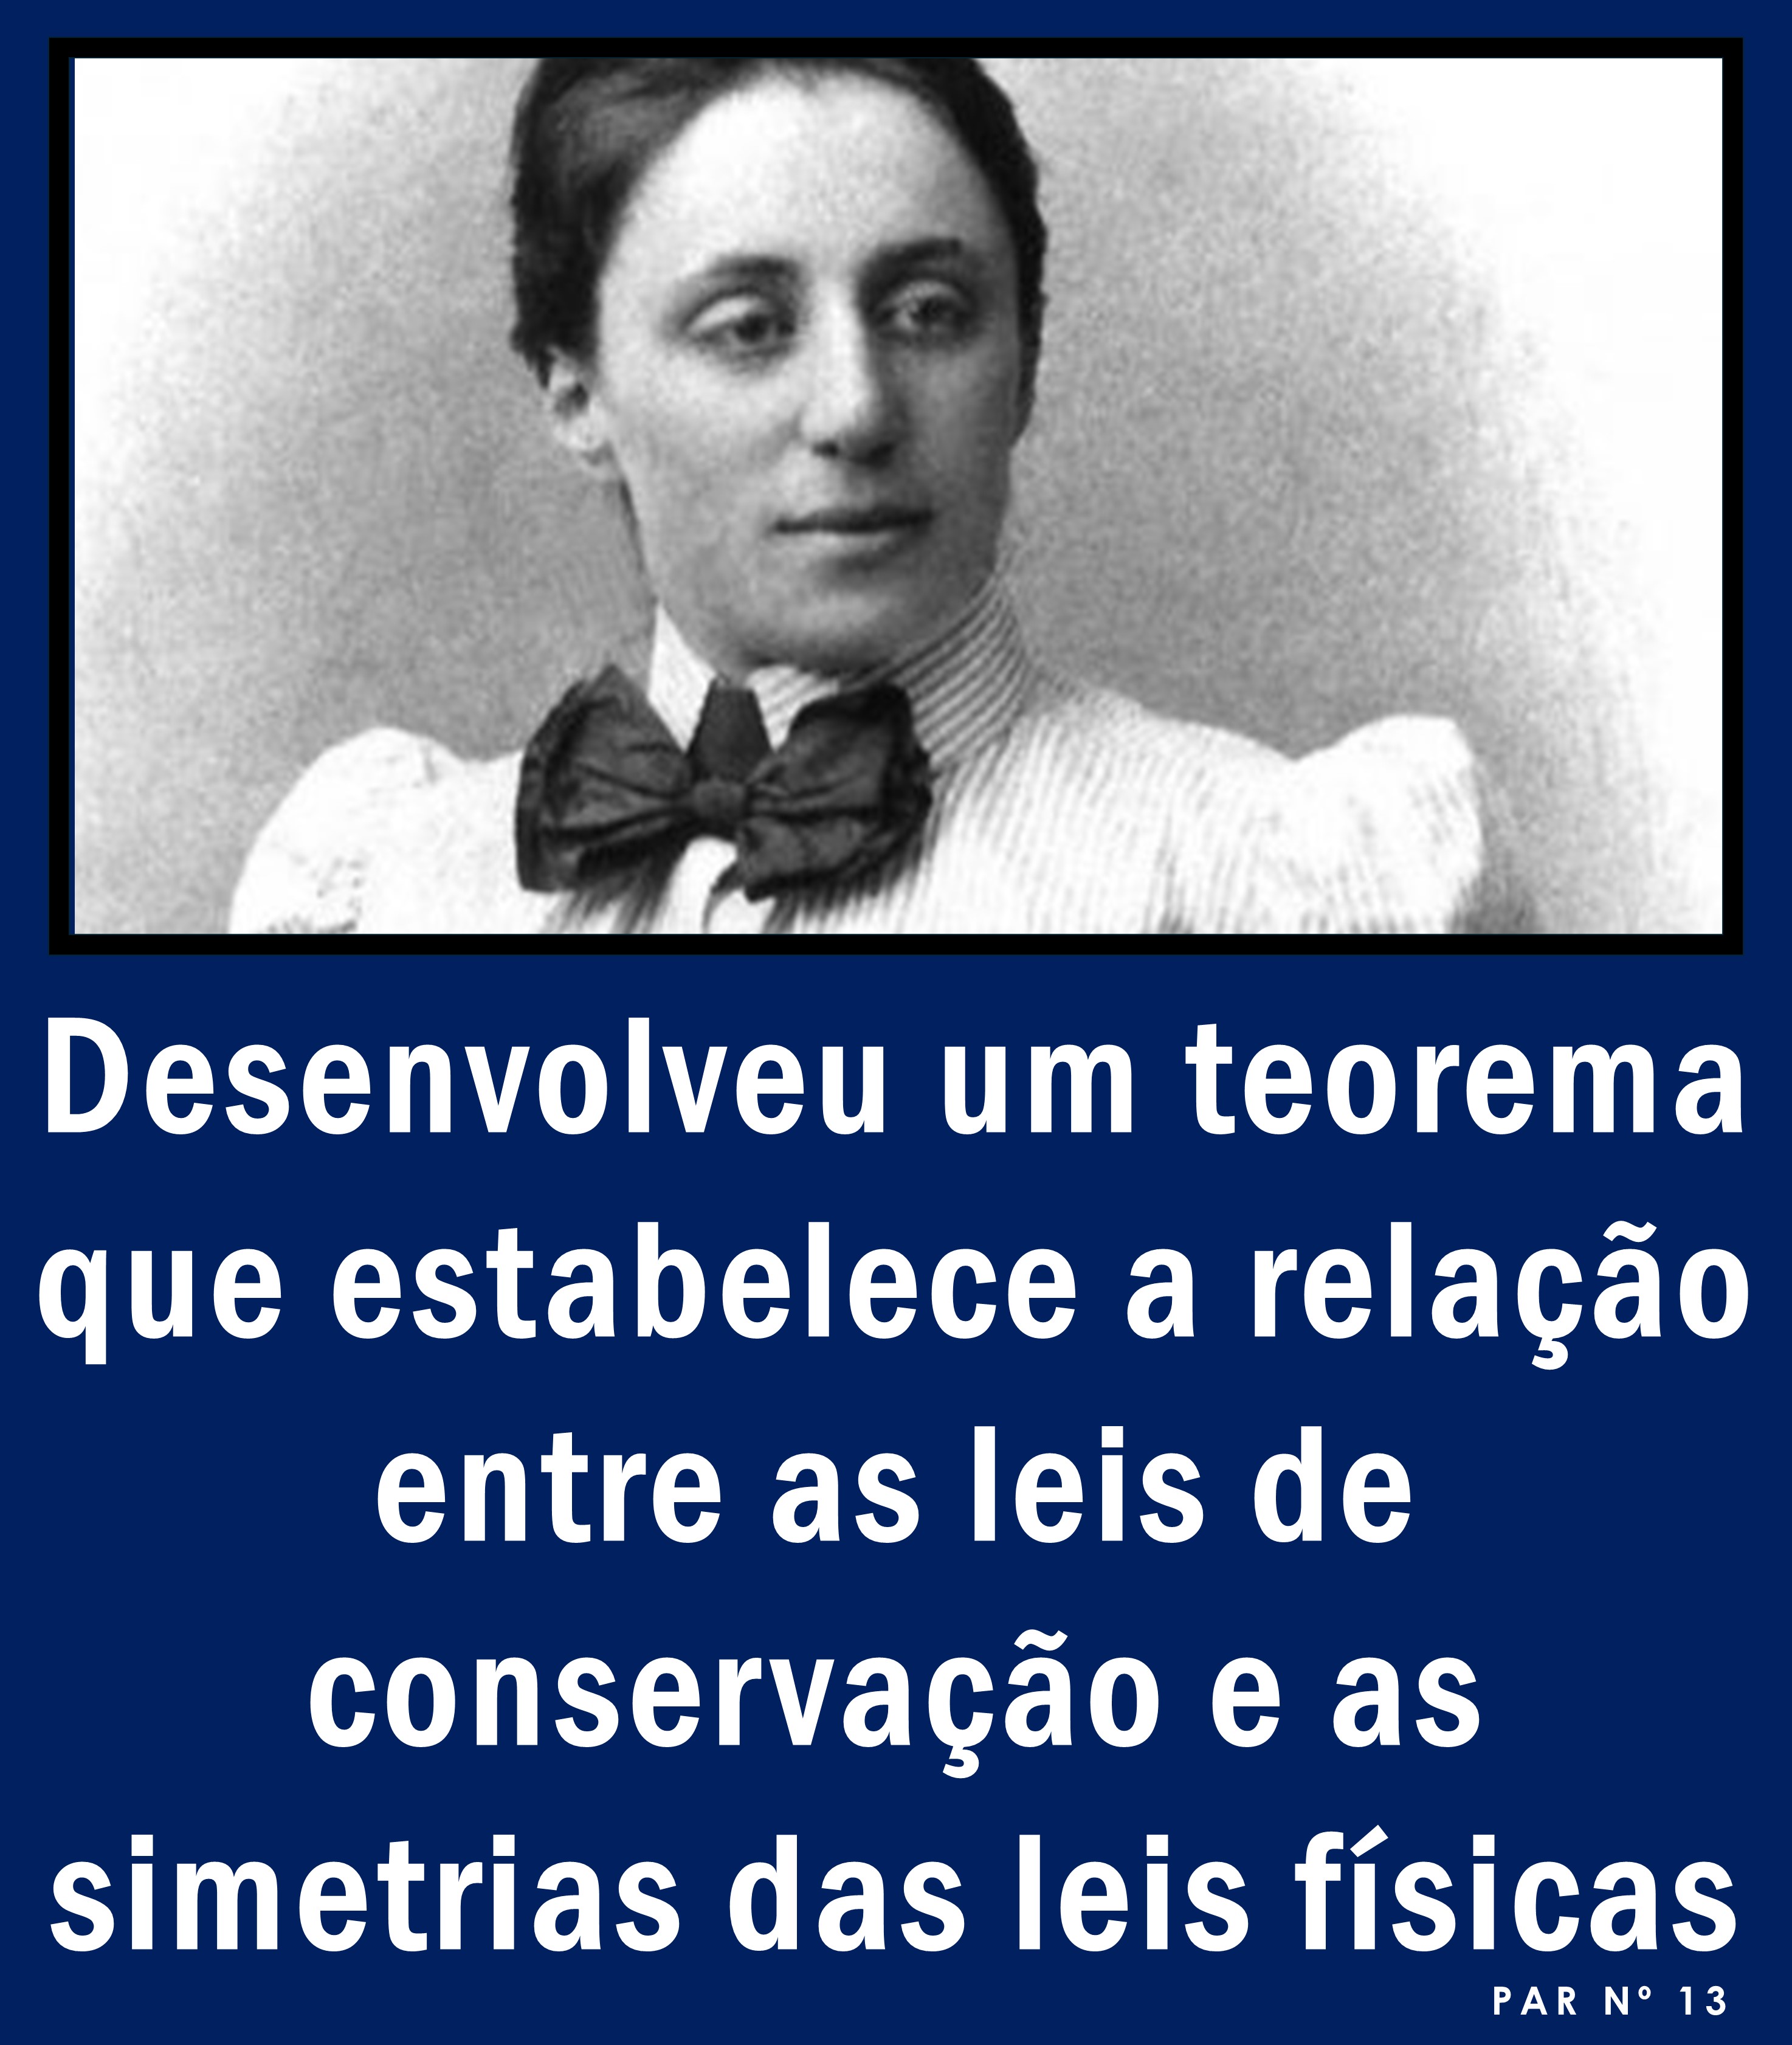 Desenvolveu um teorema
que estabelece a relação
entre as leis de
conservação e as
simetrias das leis físicas
PAR Nº 13